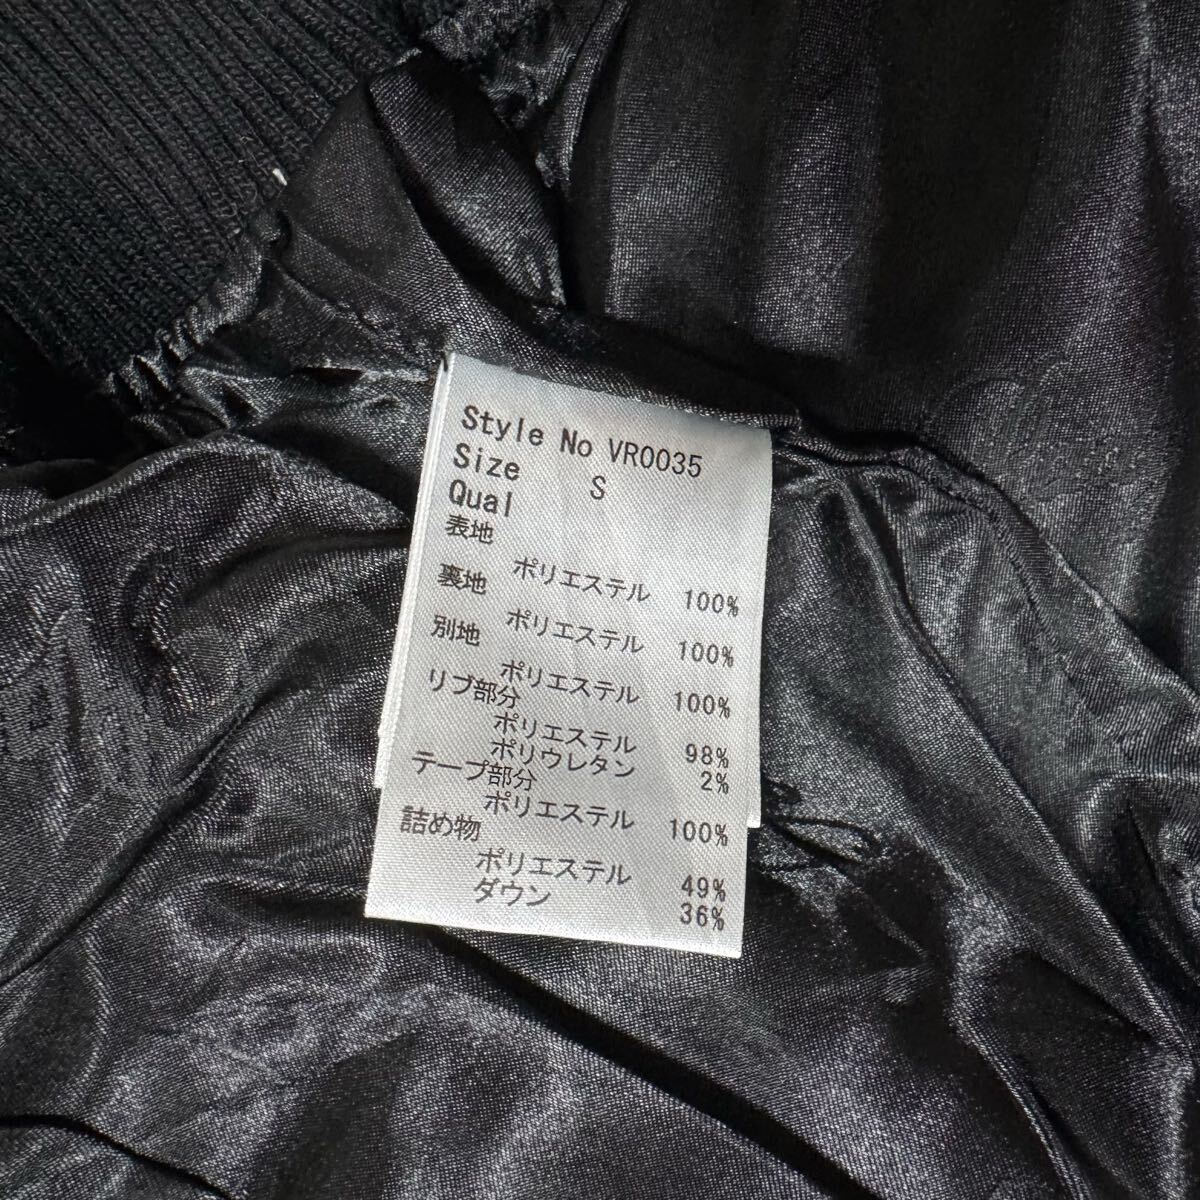 Style No VR0035
Size S
Qual
表地
ポリエステル 100%
裏地
ポリエステル 100%
別地
ポリエステル 100%
リブ部分
ポリエステル 98%
ポリウレタン 2%
テープ部分
ポリエステル 100%
詰め物
ポリエステル 49%
ダウン 36%